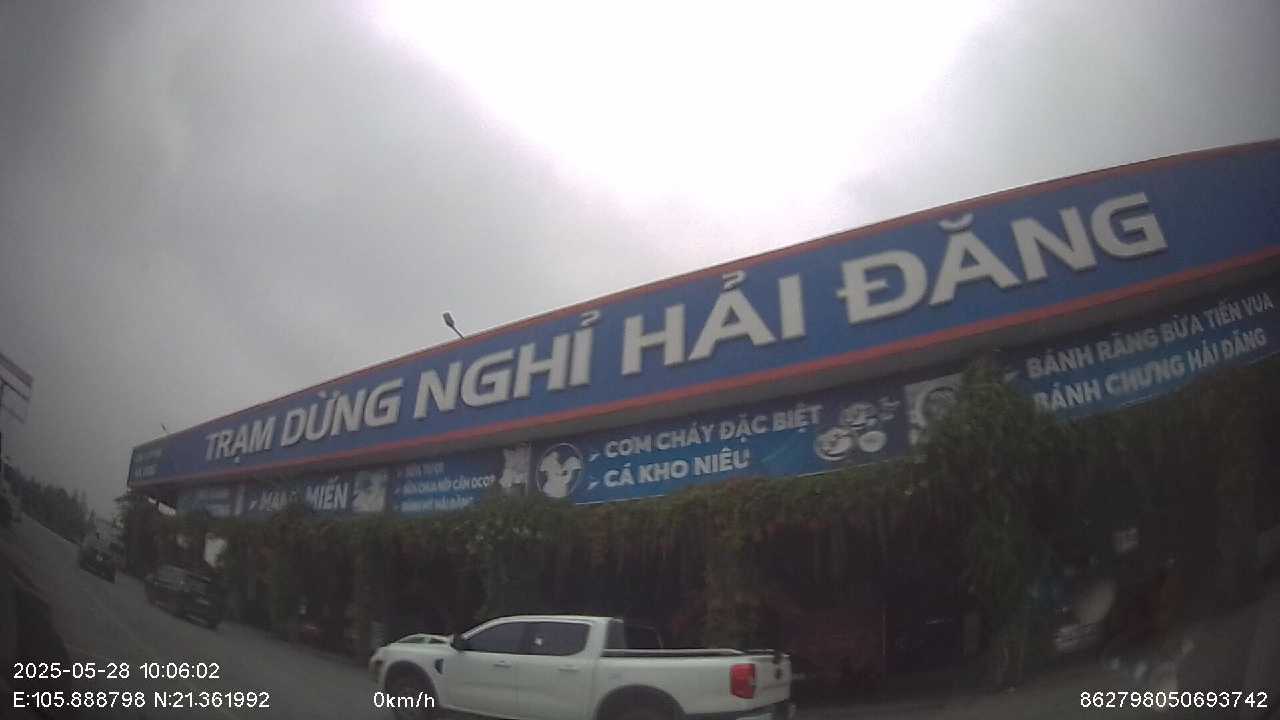 TRẠM DỪNG NGHỈ HẢI ĐĂNG
MIẾN
CƠM CHÁY ĐẶC BIỆT
CÁ KHO NIÊU
BÁNH RĂNG BỪA TIẾN VUA
BÁNH CHƯNG HẢI ĐĂNG
2025-05-28 10:06:02
E:105.888798 N:21.361992
0km/h
862798050693742